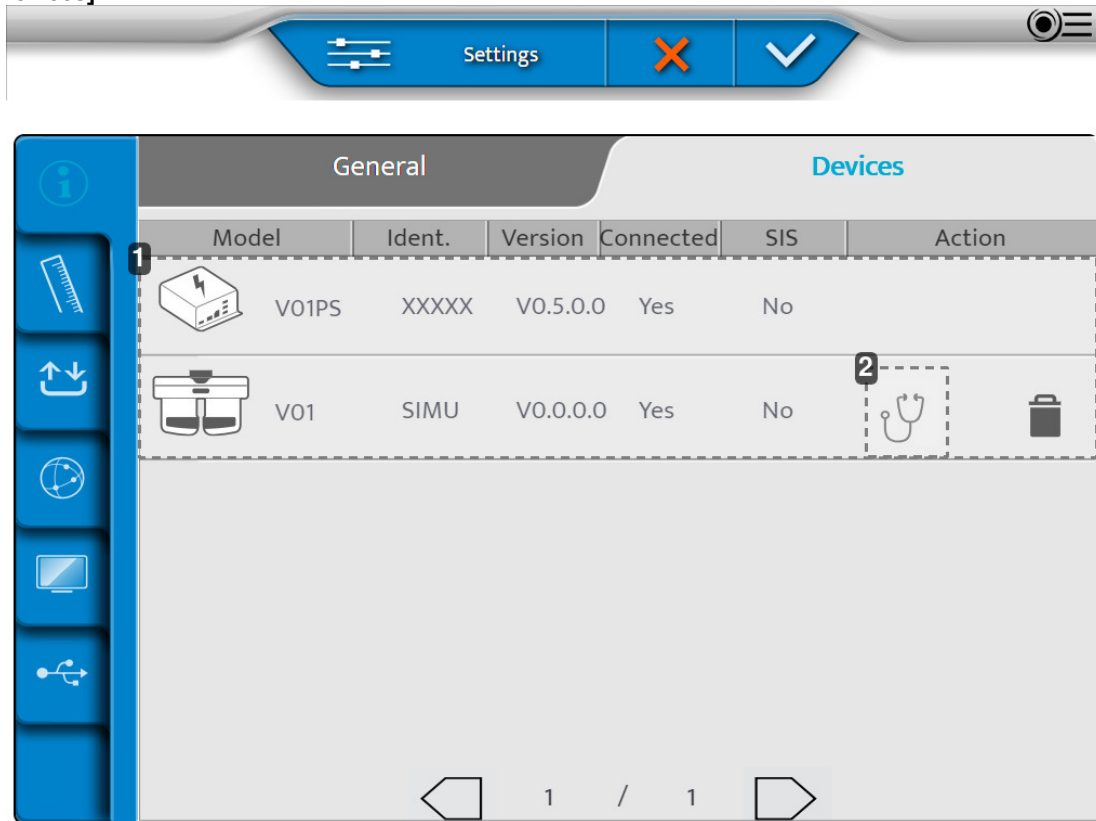 Settings
General Devices
Model Ident. Version Connected SIS Action
1
V01PS XXXXX V0.5.0.0 Yes No
2
V01 SIMU V0.0.0.0 Yes No
1 / 1